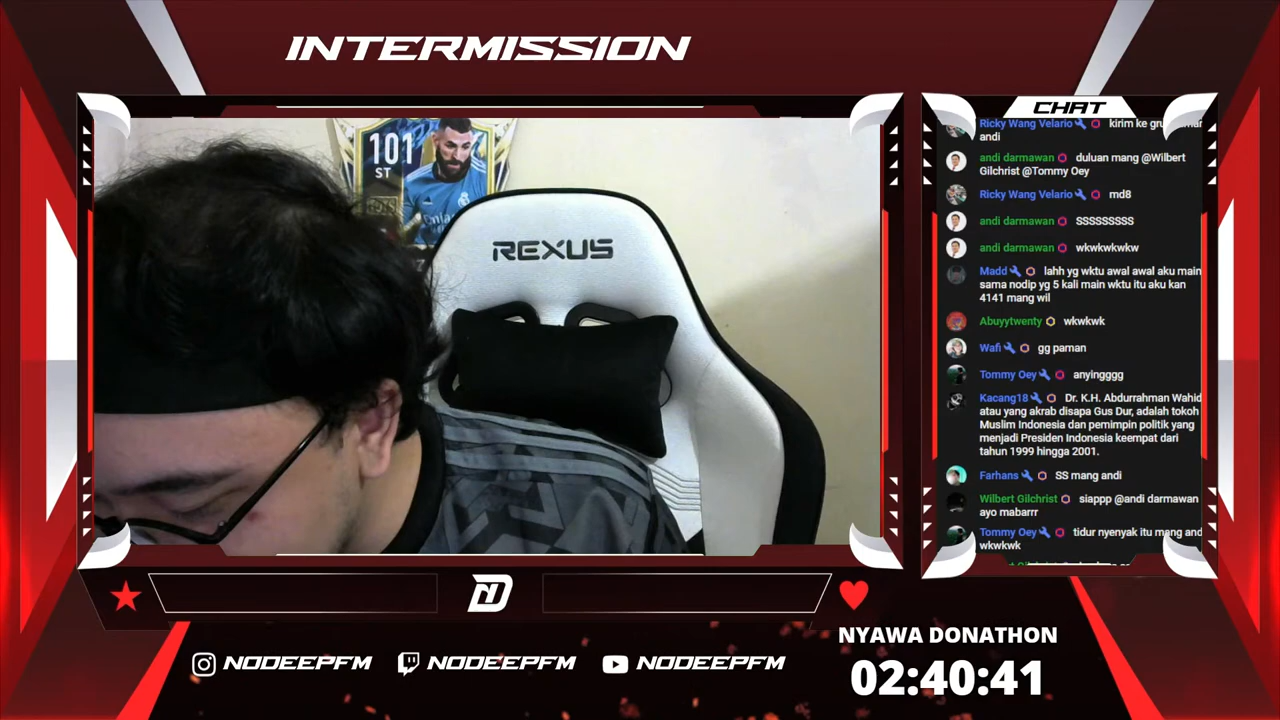 INTERMISSION
101
ST
REXUS
CHAT
Ricky Wang Velario kirim ke
andi
andi darmawan duluan mang @Wilbert
Gilchrist @Tommy Oey
Ricky Wang Velario md8
andi darmawan SSSSSSSSS
andi darmawan wkwkwkwkw
Madd lahh yg wktu awal awal aku main
sama nodip yg 5 kali main wktu itu aku kan
4141 mang wil
Abuyytwenty wkwkwk
Wafi gg paman
Tommy Oey anyingggg
Kacang18 Dr. K.H. Abdurrahman Wahid
atau yang akrab disapa Gus Dur, adalah tokoh
Muslim Indonesia dan pemimpin politik yang
menjadi Presiden Indonesia keempat dari
tahun 1999 hingga 2001.
Farhans SS mang andi
Wilbert Gilchrist siappp @andi darmawan
ayo mabarrr
Tommy Oey tidur nyenyak itu mang and
wkwkwk
ND
NODEEPFM
NODEEPFM
NODEEPFM
NYAWA DONATHON
02:40:41